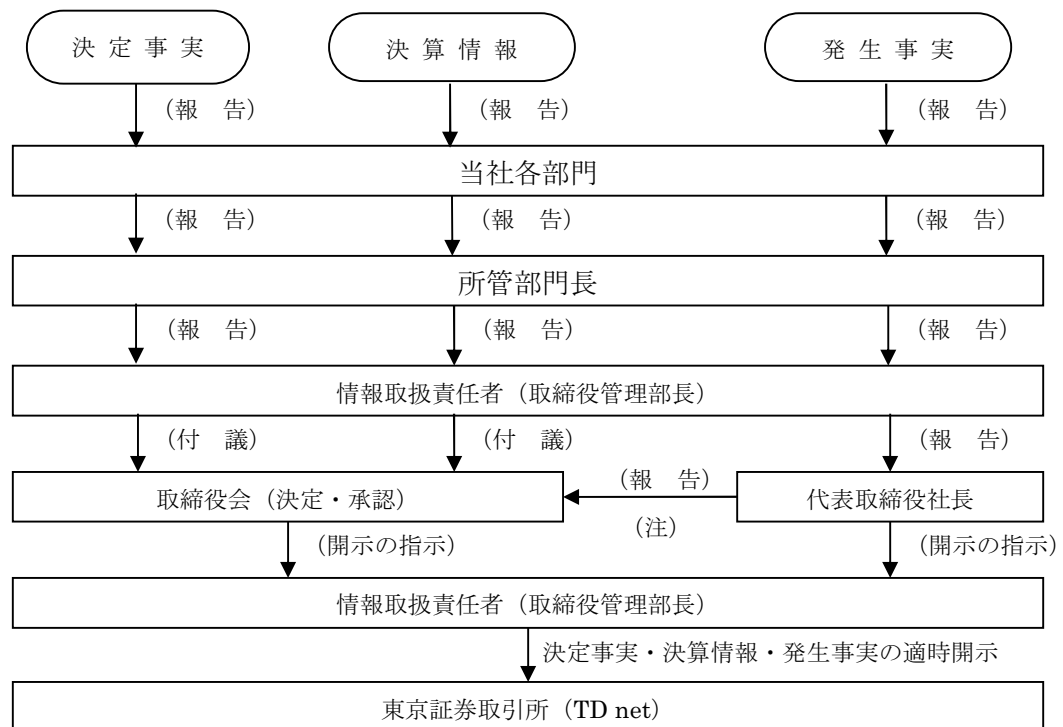 決 定 事 実 決 算 情 報 発 生 事 実
（報 告） （報 告） （報 告）
当社各部門
（報 告） （報 告） （報 告）
所管部門長
（報 告） （報 告） （報 告）
情報取扱責任者（取締役管理部長）
（付 議） （付 議） （報 告）
（報 告）
取締役会（決定・承認） 代表取締役社長
（注）
（開示の指示） （開示の指示）
情報取扱責任者（取締役管理部長）
決定事実・決算情報・発生事実の適時開示
東京証券取引所（TD net）